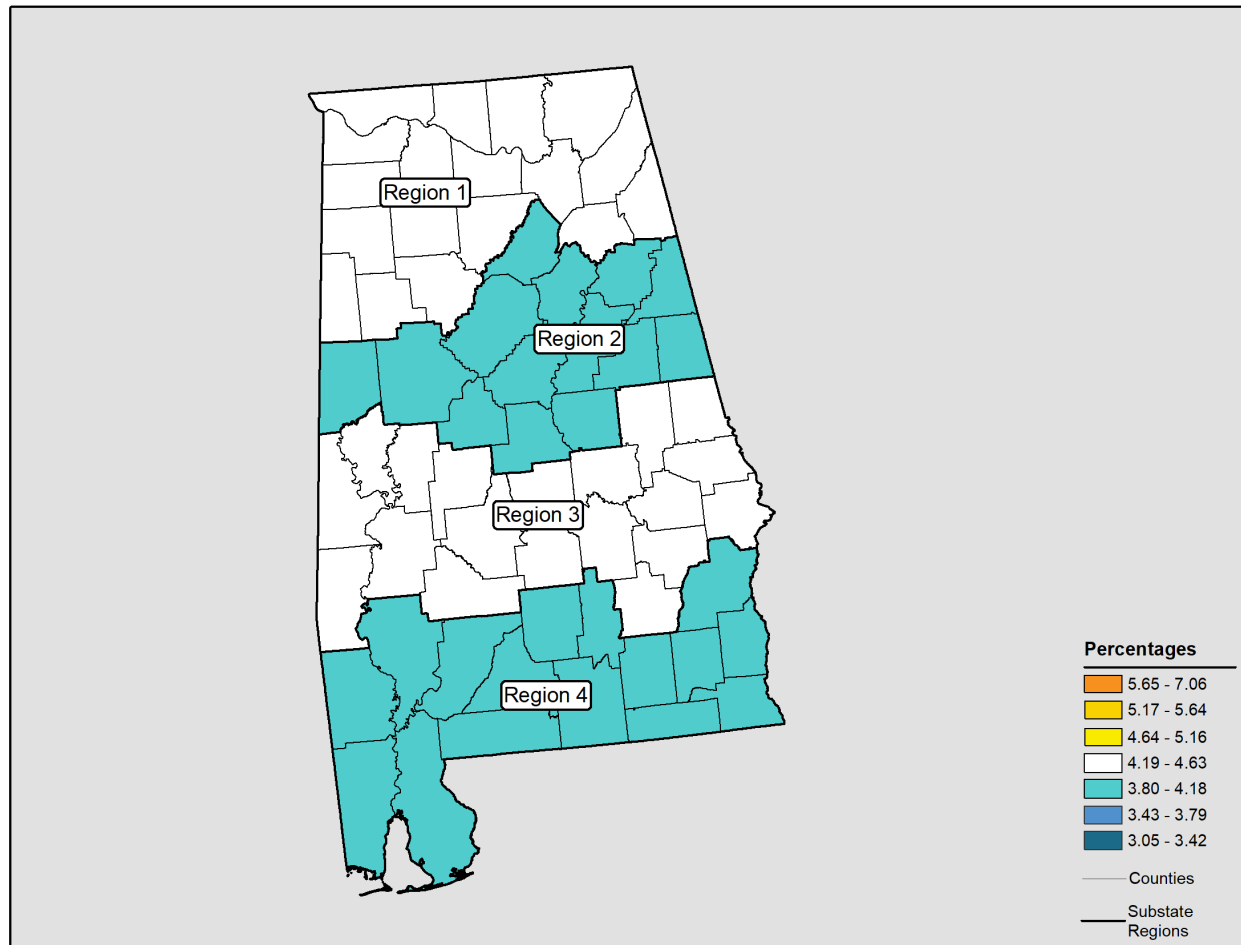 Region 1
Region 2
Region 3
Region 4
Percentages
5.65 - 7.06
5.17 - 5.64
4.64 - 5.16
4.19 - 4.63
3.80 - 4.18
3.43 - 3.79
3.05 - 3.42
Counties
Substate
Regions